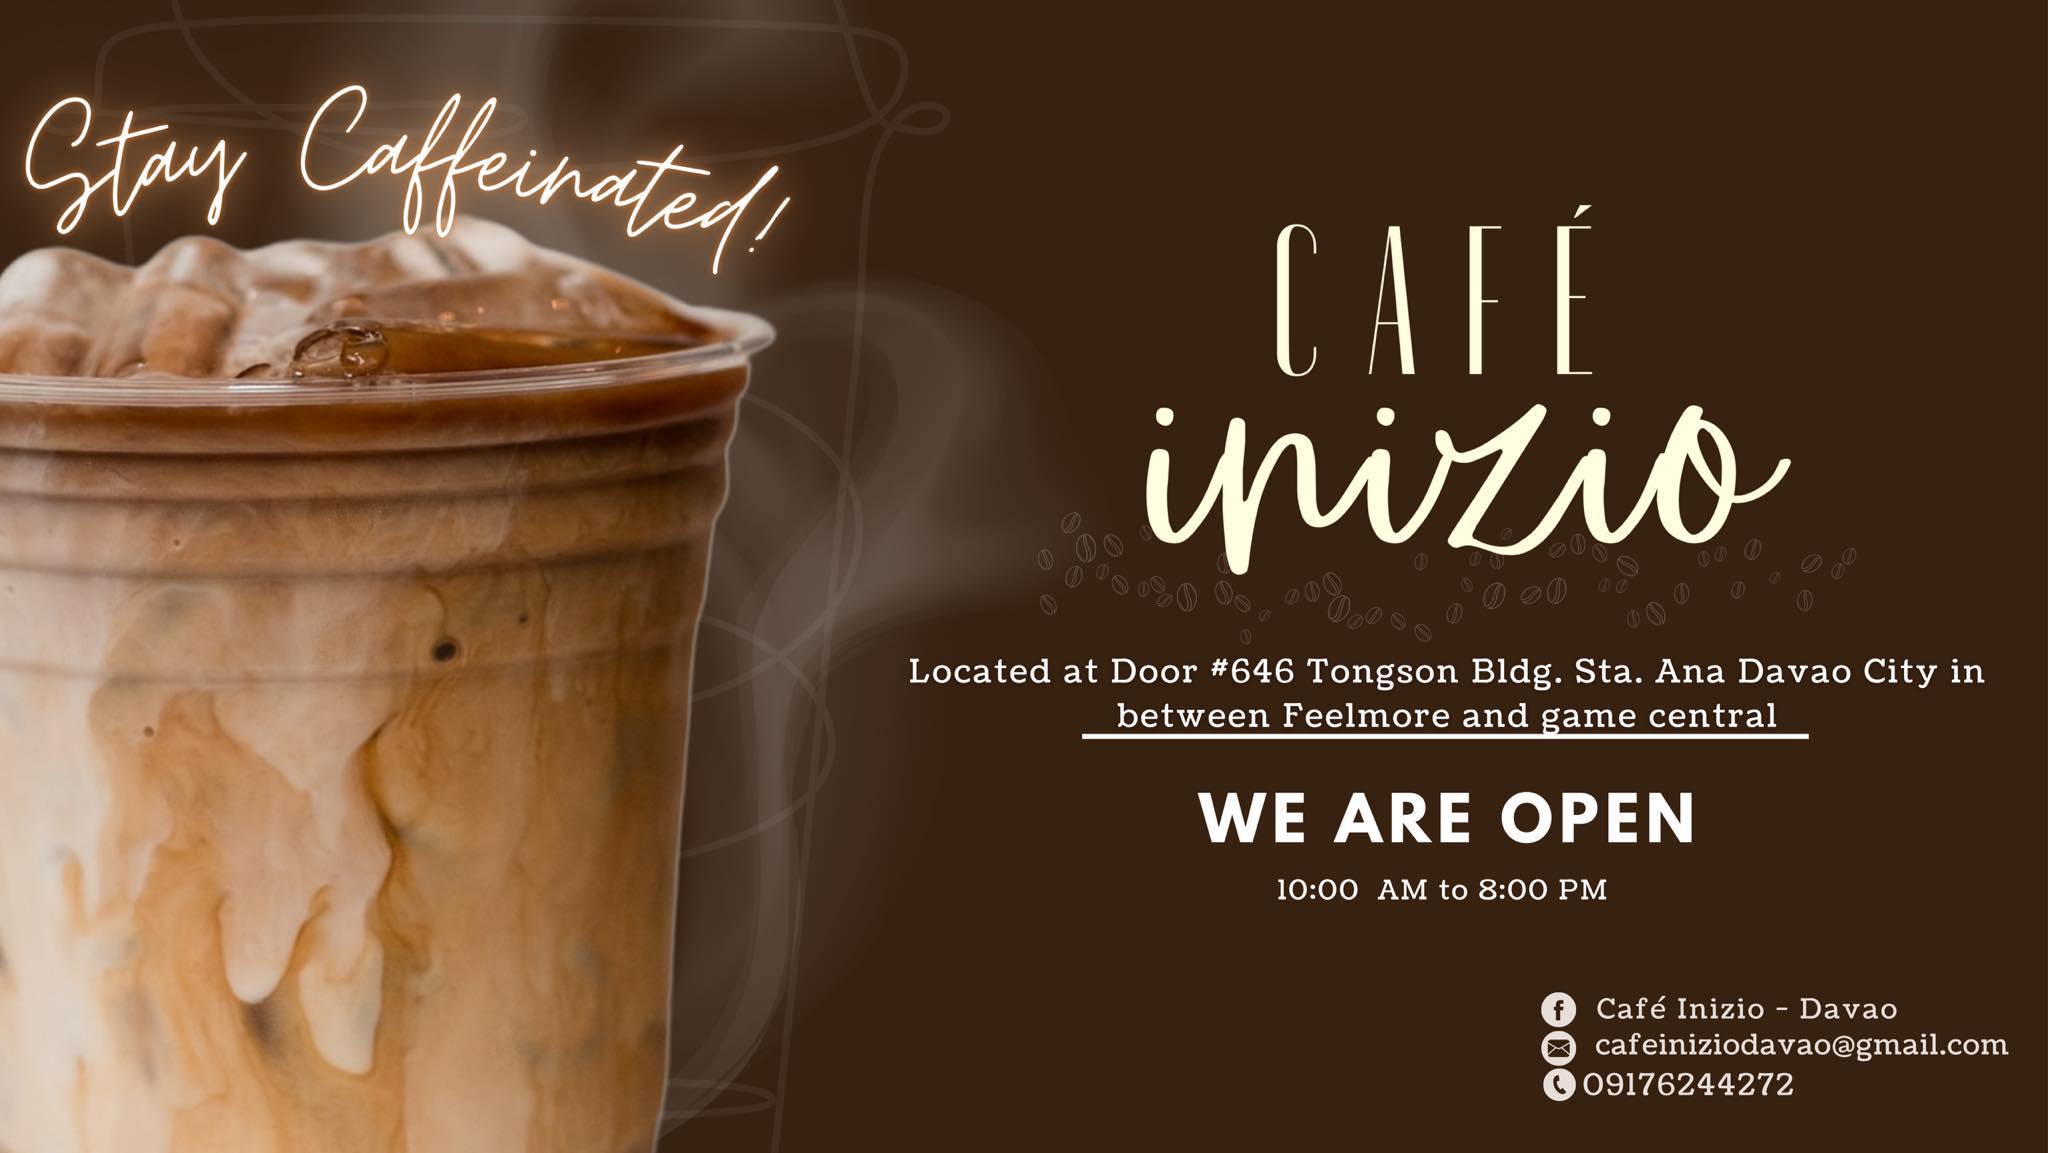 Stay Caffeinated!
CAFÉ
inizio
Located at Door #646 Tongson Bldg. Sta. Ana Davao City in
between Feelmore and game central
WE ARE OPEN
10:00 AM to 8:00 PM
Café Inizio - Davao
cafeiniziodavao@gmail.com
09176244272